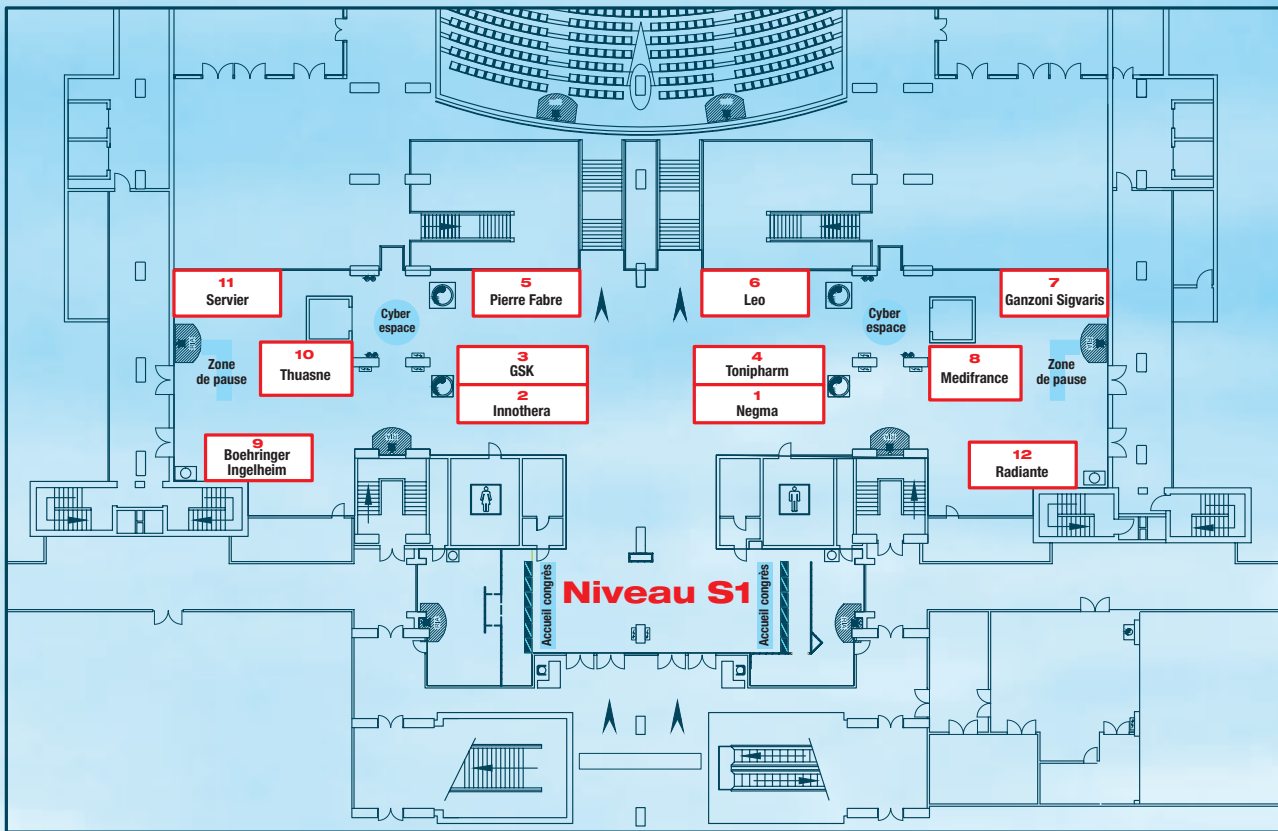 11
Servier
5
Pierre Fabre
6
Leo
7
Ganzoni Sigvaris
Cyber
espace
Cyber
espace
10
Thuasne
3
GSK
4
Tonipharm
8
Medifrance
Zone
de pause
Zone
de pause
2
Innothera
1
Negma
9
Boehringer
Ingelheim
12
Radiante
Accueil congrès
Niveau S1
Accueil congrès